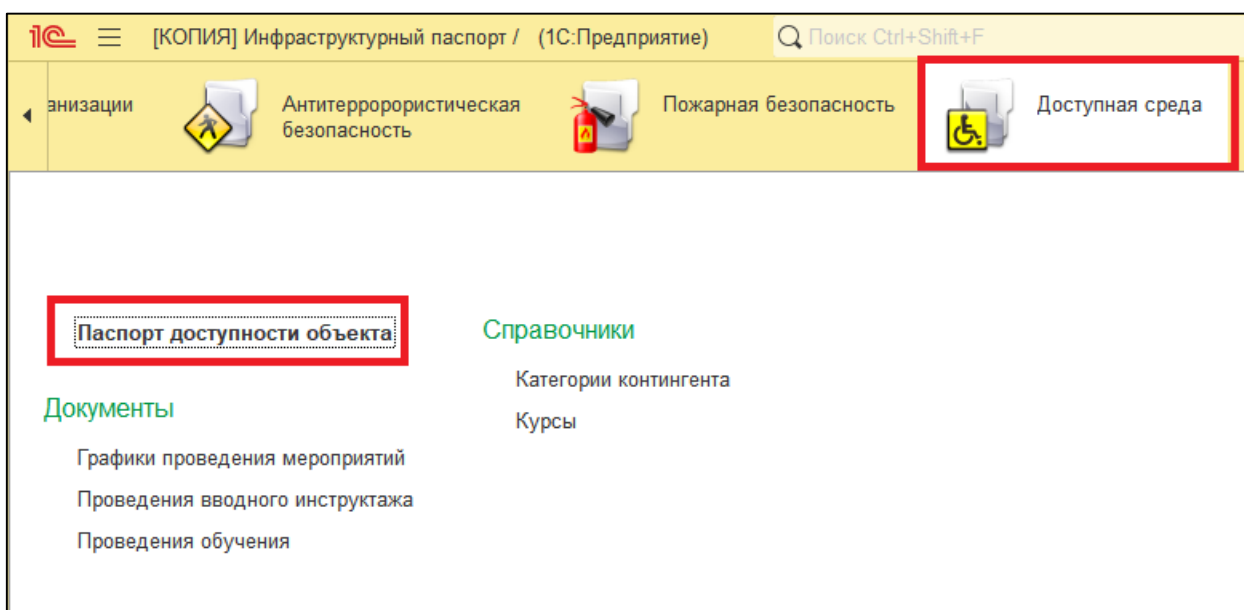 1С [КОПИЯ] Инфраструктурный паспорт / (1С:Предприятие) Поиск Ctrl+Shift+F
анизации
Антитерророристическая
безопасность
Пожарная безопасность
Доступная среда
Паспорт доступности объекта
Документы
Графики проведения мероприятий
Проведения вводного инструктажа
Проведения обучения
Справочники
Категории контингента
Курсы